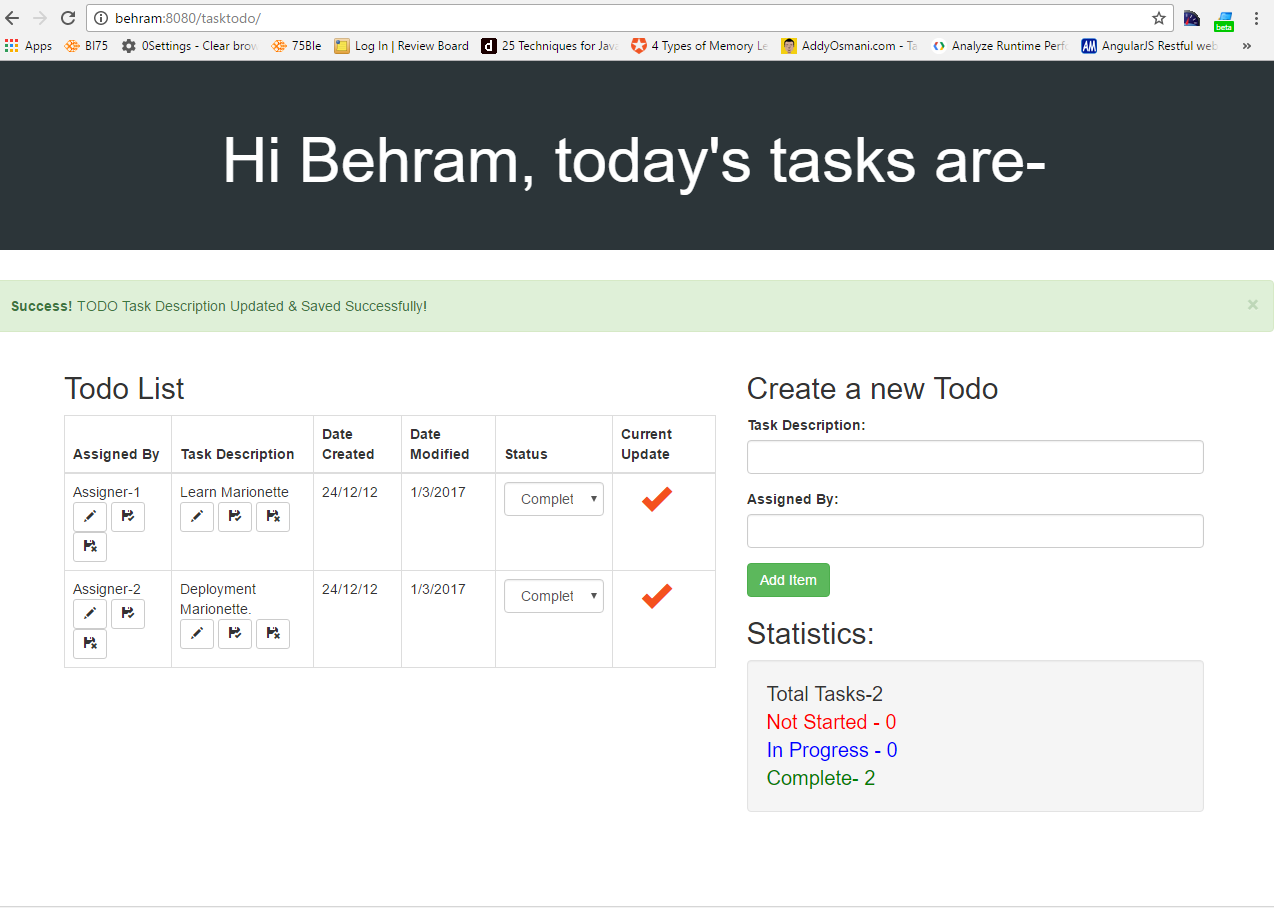 behram:8080/tasktodo/
beta
Apps BI75 0Settings - Clear brow 75Ble Log In | Review Board d 25 Techniques for Java 4 Types of Memory Le AddyOsmani.com - Ta Analyze Runtime Perf AM AngularJS Restful web »
Hi Behram, today's tasks are-
Success! TODO Task Description Updated & Saved Successfully! ×
Todo List
Assigned By Task Description Date Created Date Modified Status Current Update
Assigner-1 Learn Marionette 24/12/12 1/3/2017 Complet
Assigner-2 Deployment Marionette. 24/12/12 1/3/2017 Complet
Create a new Todo
Task Description:
Assigned By:
Add Item
Statistics:
Total Tasks-2
Not Started - 0
In Progress - 0
Complete- 2